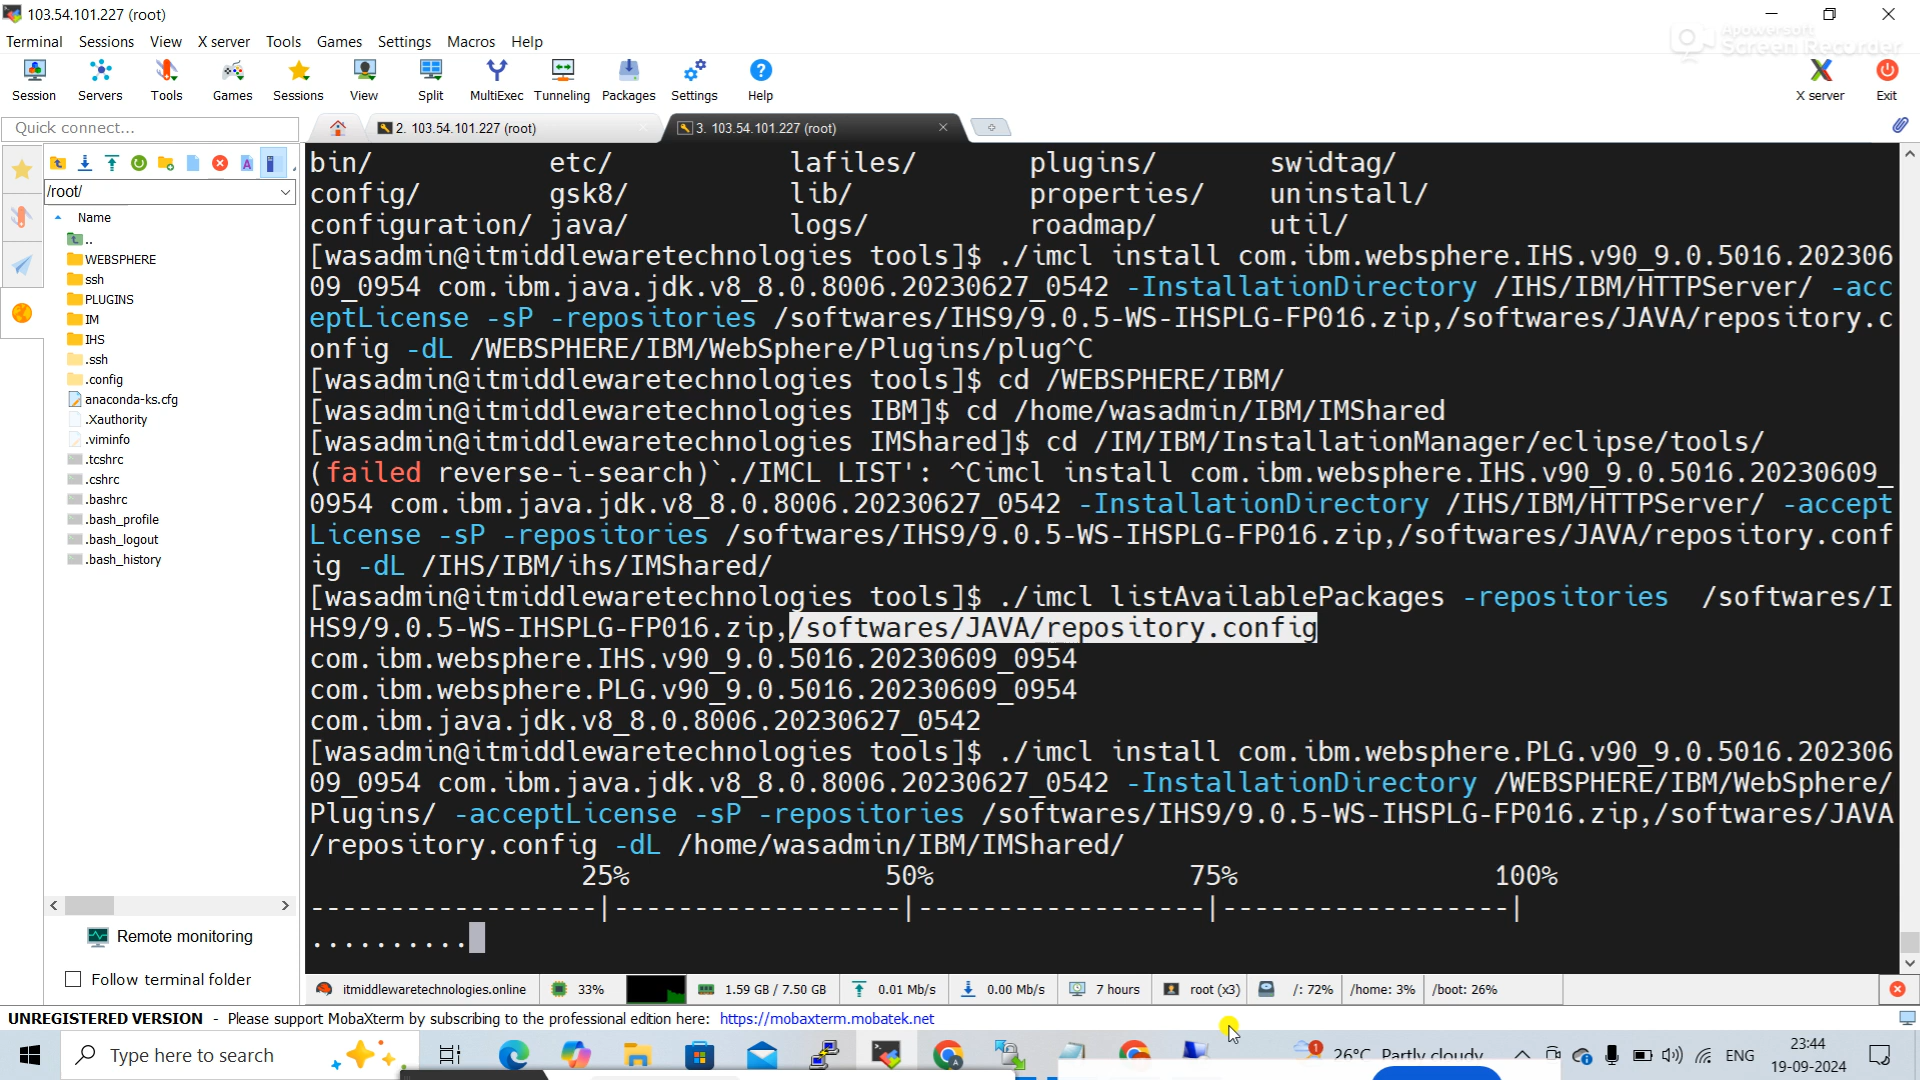 103.54.101.227 (root)
Terminal Sessions View X server Tools Games Settings Macros Help
Apowersoft
Screen Recorder
Session Servers Tools Games Sessions View Split MultiExec Tunneling Packages Settings Help X server Exit
Quick connect...
2. 103.54.101.227 (root)
3. 103.54.101.227 (root)
/root/
Name
..
WEBSPHERE
ssh
PLUGINS
IM
IHS
.ssh
.config
anaconda-ks.cfg
.Xauthority
.viminfo
.tcshrc
.cshrc
.bashrc
.bash_profile
.bash_logout
.bash_history
Remote monitoring
Follow terminal folder
bin/ etc/ lafiles/ plugins/ swidtag/
config/ gsk8/ lib/ properties/ uninstall/
configuration/ java/ logs/ roadmap/ util/
[wasadmin@itmiddlewaretechnologies tools]$ ./imcl install com.ibm.websphere.IHS.v90_9.0.5016.202306
09_0954 com.ibm.java.jdk.v8_8.0.8006.20230627_0542 -InstallationDirectory /IHS/IBM/HTTPServer/ -acc
eptLicense -sP -repositories /softwares/IHS9/9.0.5-WS-IHSPLG-FP016.zip,/softwares/JAVA/repository.c
onfig -dL /WEBSPHERE/IBM/WebSphere/Plugins/plug^C
[wasadmin@itmiddlewaretechnologies tools]$ cd /WEBSPHERE/IBM/
[wasadmin@itmiddlewaretechnologies IBM]$ cd /home/wasadmin/IBM/IMShared
[wasadmin@itmiddlewaretechnologies IMShared]$ cd /IM/IBM/InstallationManager/eclipse/tools/
(failed reverse-i-search)`./IMCL LIST': ^Cimcl install com.ibm.websphere.IHS.v90_9.0.5016.20230609_
0954 com.ibm.java.jdk.v8_8.0.8006.20230627_0542 -InstallationDirectory /IHS/IBM/HTTPServer/ -accept
License -sP -repositories /softwares/IHS9/9.0.5-WS-IHSPLG-FP016.zip,/softwares/JAVA/repository.conf
ig -dL /IHS/IBM/ihs/IMShared/
[wasadmin@itmiddlewaretechnologies tools]$ ./imcl listAvailablePackages -repositories  /softwares/I
HS9/9.0.5-WS-IHSPLG-FP016.zip,/softwares/JAVA/repository.config
com.ibm.websphere.IHS.v90_9.0.5016.20230609_0954
com.ibm.websphere.PLG.v90_9.0.5016.20230609_0954
com.ibm.java.jdk.v8_8.0.8006.20230627_0542
[wasadmin@itmiddlewaretechnologies tools]$ ./imcl install com.ibm.websphere.PLG.v90_9.0.5016.202306
09_0954 com.ibm.java.jdk.v8_8.0.8006.20230627_0542 -InstallationDirectory /WEBSPHERE/IBM/WebSphere/
Plugins/ -acceptLicense -sP -repositories /softwares/IHS9/9.0.5-WS-IHSPLG-FP016.zip,/softwares/JAVA
/repository.config -dL /home/wasadmin/IBM/IMShared/
25% 50% 75% 100%
------------------|------------------|------------------|------------------|
..........
itmiddlewaretechnologies.online 33% 1.59 GB / 7.50 GB 0.01 Mb/s 0.00 Mb/s 7 hours root (x3) /: 72% /home: 3% /boot: 26%
UNREGISTERED VERSION - Please support MobaXterm by subscribing to the professional edition here: https://mobaxterm.mobatek.net
Type here to search
1 26°C Partly cloudy ENG 23:44
19-09-2024